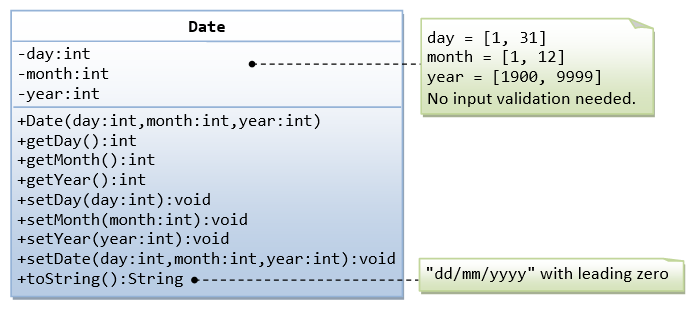 Date
-day:int
-month:int
-year:int
+Date(day:int,month:int,year:int)
+getDay():int
+getMonth():int
+getYear():int
+setDay(day:int):void
+setMonth(month:int):void
+setYear(year:int):void
+setDate(day:int,month:int,year:int):void
+toString():String
day = [1, 31]
month = [1, 12]
year = [1900, 9999]
No input validation needed.
"dd/mm/yyyy" with leading zero